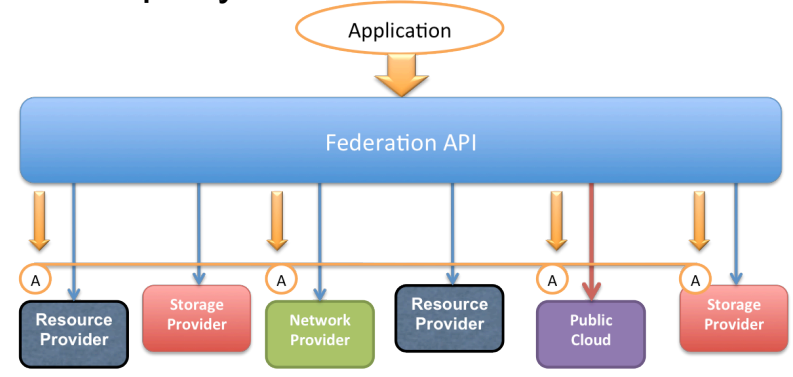 Application
Federation API
A
A
A
A
Resource
Provider
Storage
Provider
Network
Provider
Resource
Provider
Public
Cloud
Storage
Provider